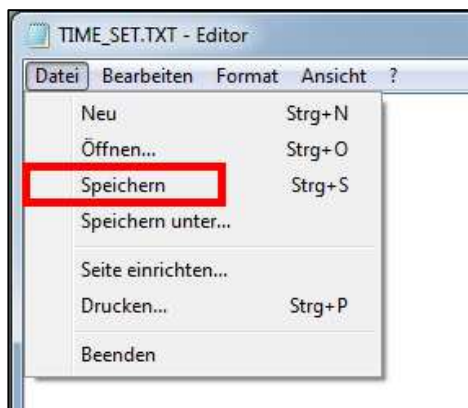 TIME_SET.TXT - Editor
Datei Bearbeiten Format Ansicht ?
Neu Strg+N
Öffnen... Strg+O
Speichern Strg+S
Speichern unter...
Seite einrichten...
Drucken... Strg+P
Beenden